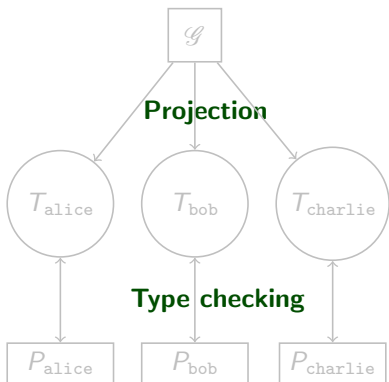 𝒢
Projection
T_alice T_bob T_charlie
Type checking
P_alice P_bob P_charlie